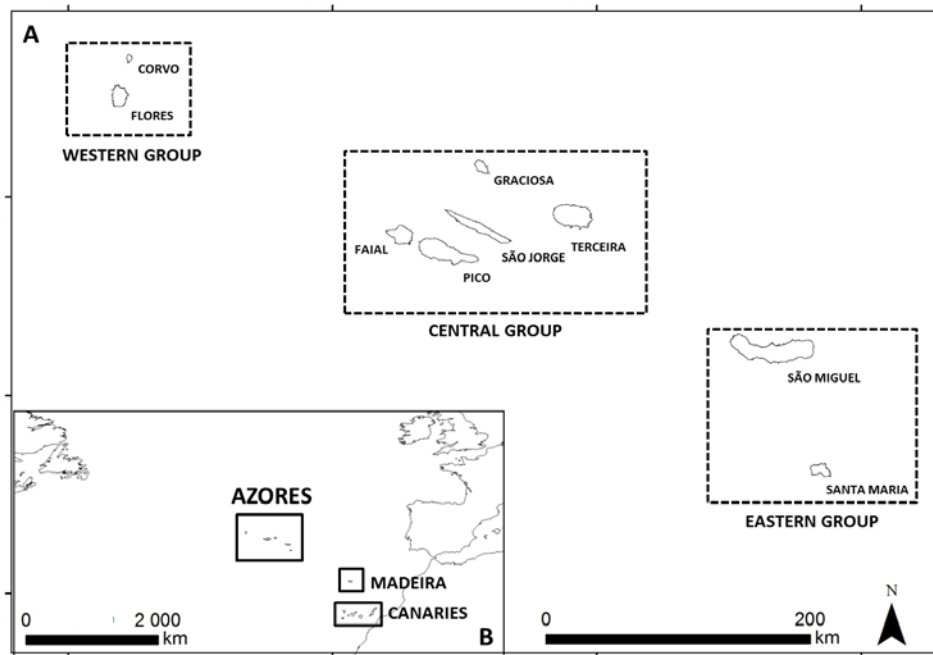 A
CORVO
FLORES
WESTERN GROUP
GRACIOSA
TERCEIRA
FAIAL
SÃO JORGE
PICO
CENTRAL GROUP
SÃO MIGUEL
SANTA MARIA
EASTERN GROUP
AZORES
MADEIRA
CANARIES
0 2 000
km
B
0 200
km
N